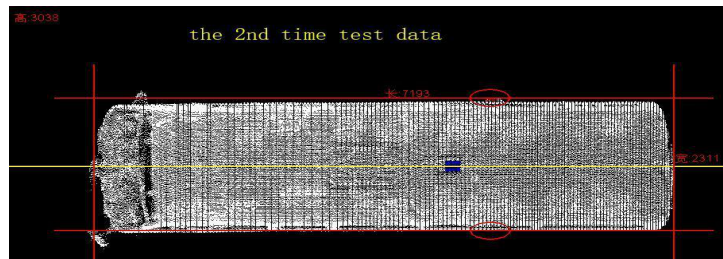 高:3038
the 2nd time test data
长:7193
宽:2311